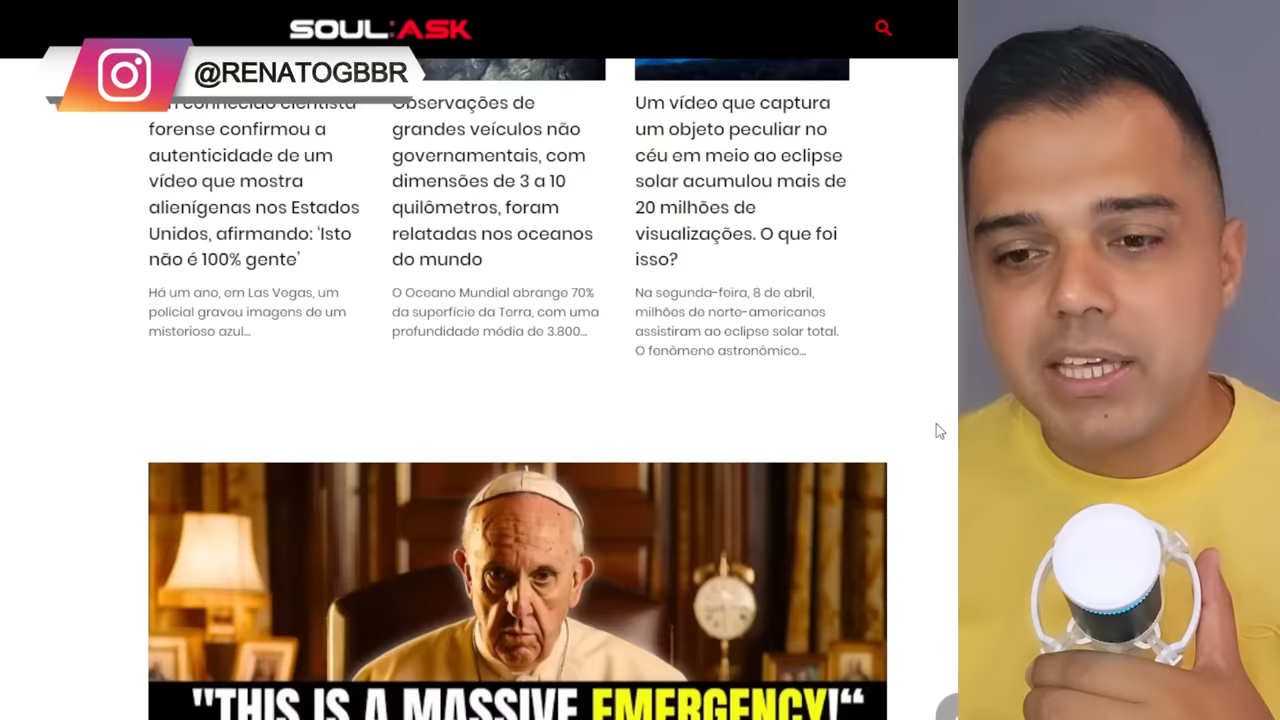 SOUL:ASK
@RENATOGBBR
conhecido cientista
forense confirmou a
autenticidade de um
vídeo que mostra
alienígenas nos Estados
Unidos, afirmando: ‘Isto
não é 100% gente’
Há um ano, em Las Vegas, um
policial gravou imagens de um
misterioso azul...
Observações de
grandes veículos não
governamentais, com
dimensões de 3 a 10
quilômetros, foram
relatadas nos oceanos
do mundo
O Oceano Mundial abrange 70%
da superfície da Terra, com uma
profundidade média de 3.800...
Um vídeo que captura
um objeto peculiar no
céu em meio ao eclipse
solar acumulou mais de
20 milhões de
visualizações. O que foi
isso?
Na segunda-feira, 8 de abril,
milhões de norte-americanos
assistiram ao eclipse solar total.
O fenômeno astronômico...
"THIS IS A MASSIVE EMERGENCY!“